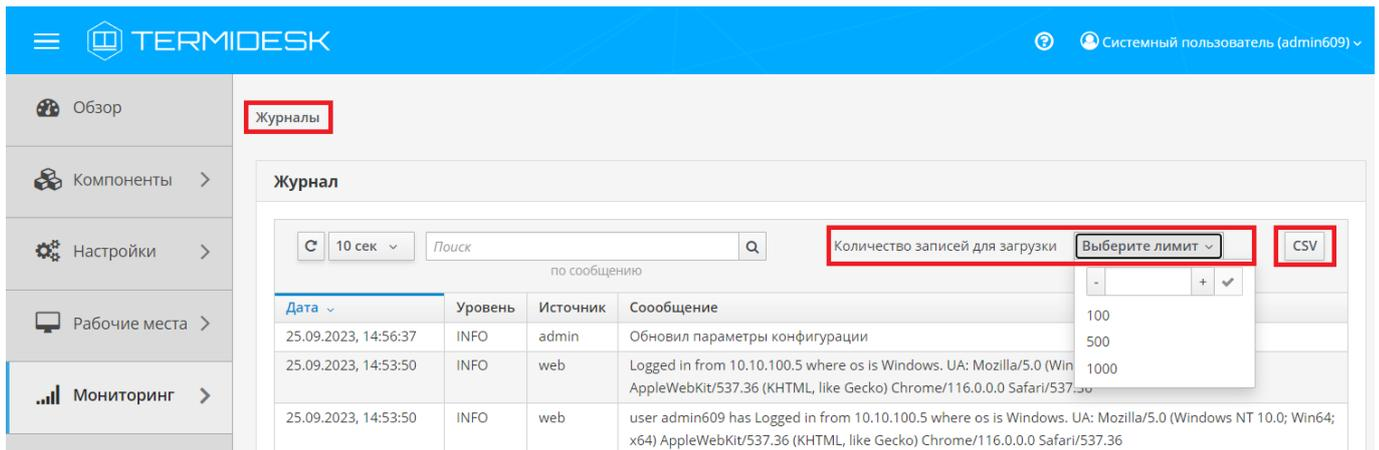 TERMIDESK
Системный пользователь (admin609)
Обзор
Компоненты
Настройки
Рабочие места
Мониторинг
Журналы
Журнал
10 сек
Поиск
по сообщению
Количество записей для загрузки
Выберите лимит
CSV
- +
100
500
1000
Дата Уровень Источник Соообщение
25.09.2023, 14:56:37 INFO admin Обновил параметры конфигурации
25.09.2023, 14:53:50 INFO web Logged in from 10.10.100.5 where os is Windows. UA: Mozilla/5.0 (Win
AppleWebKit/537.36 (KHTML, like Gecko) Chrome/116.0.0.0 Safari/537.36
25.09.2023, 14:53:50 INFO web user admin609 has Logged in from 10.10.100.5 where os is Windows. UA: Mozilla/5.0 (Windows NT 10.0; Win64;
x64) AppleWebKit/537.36 (KHTML, like Gecko) Chrome/116.0.0.0 Safari/537.36